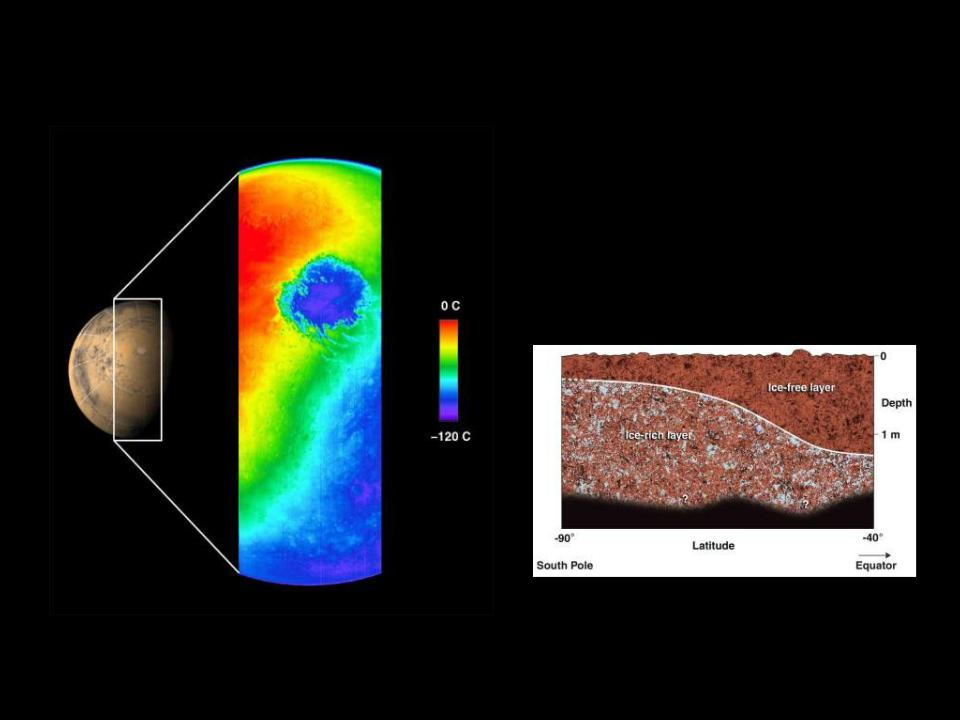 0 C
−120 C
0
Ice-free layer
Depth
Ice-rich layer
1 m
?
?
-90°
-40°
Latitude
South Pole
Equator